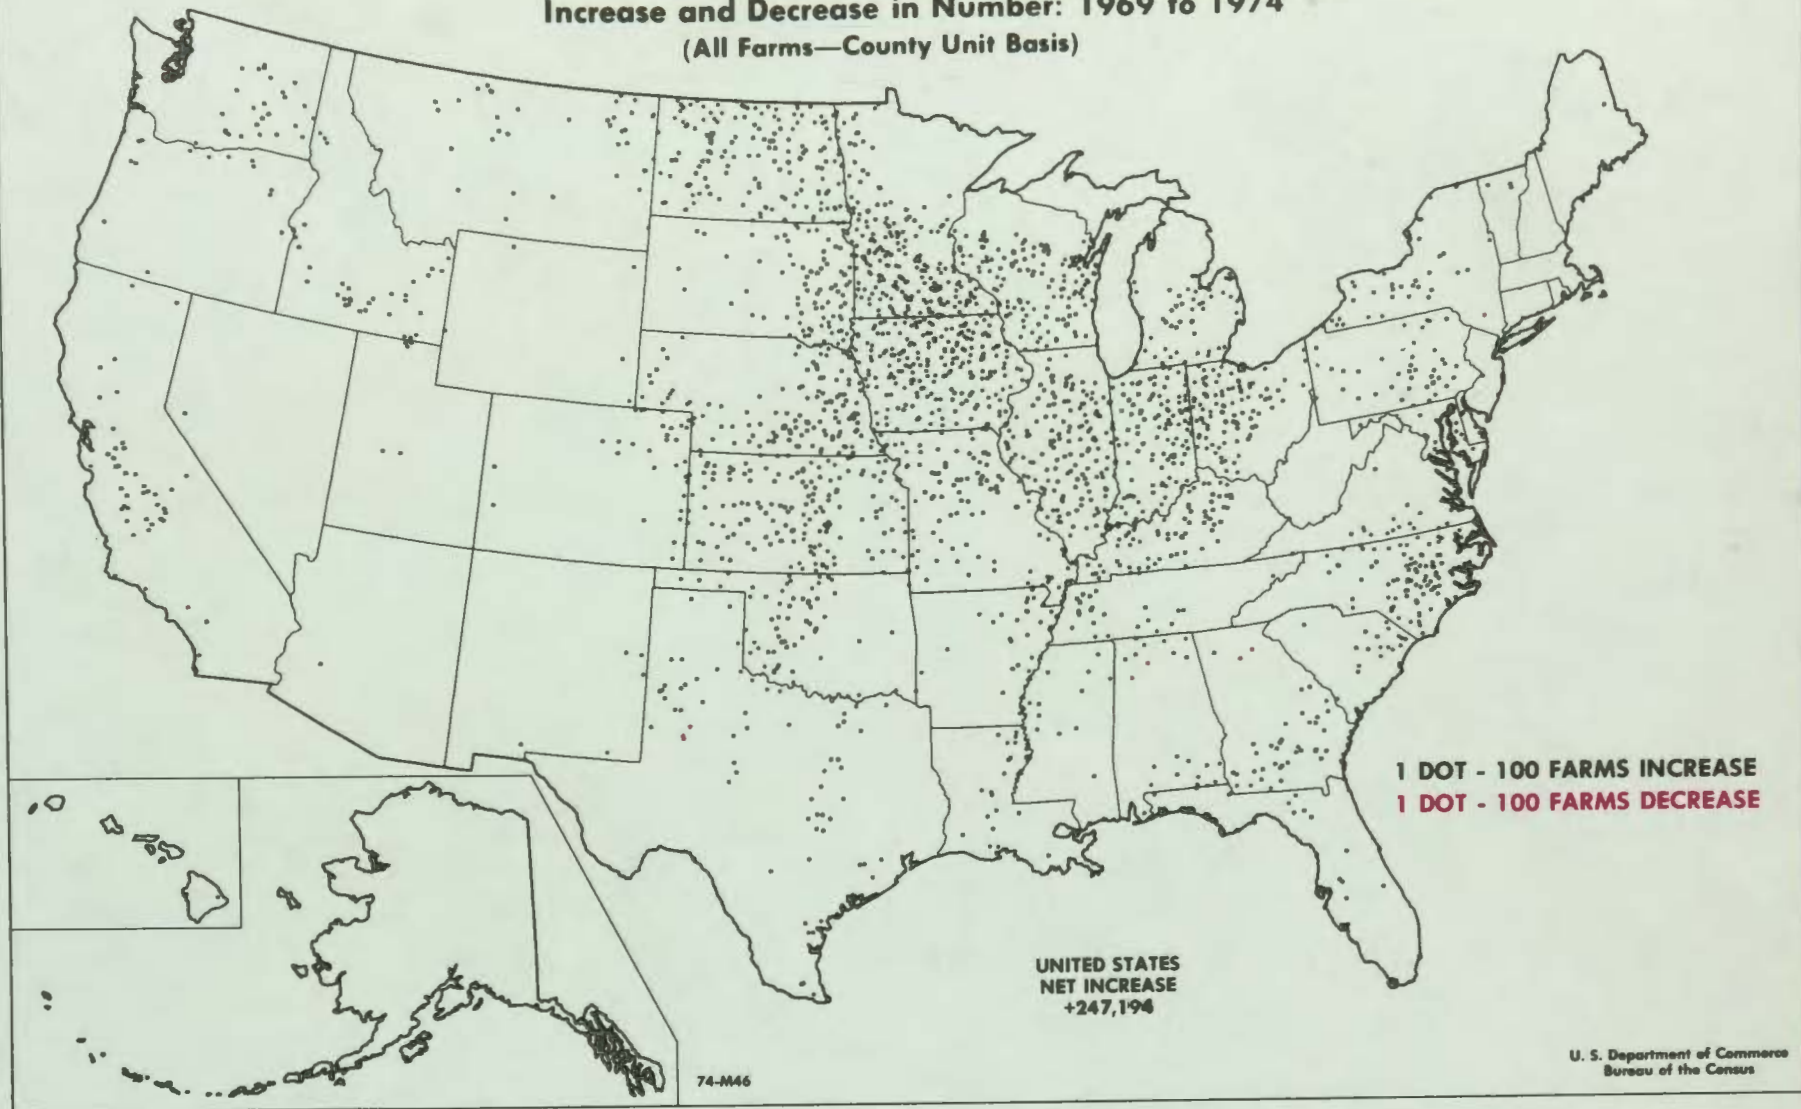 Increase and Decrease in Number: 1969 to 1974
(All Farms—County Unit Basis)
1 DOT - 100 FARMS INCREASE
1 DOT - 100 FARMS DECREASE
UNITED STATES
NET INCREASE
+247,194
74-M46
U. S. Department of Commerce
Bureau of the Census